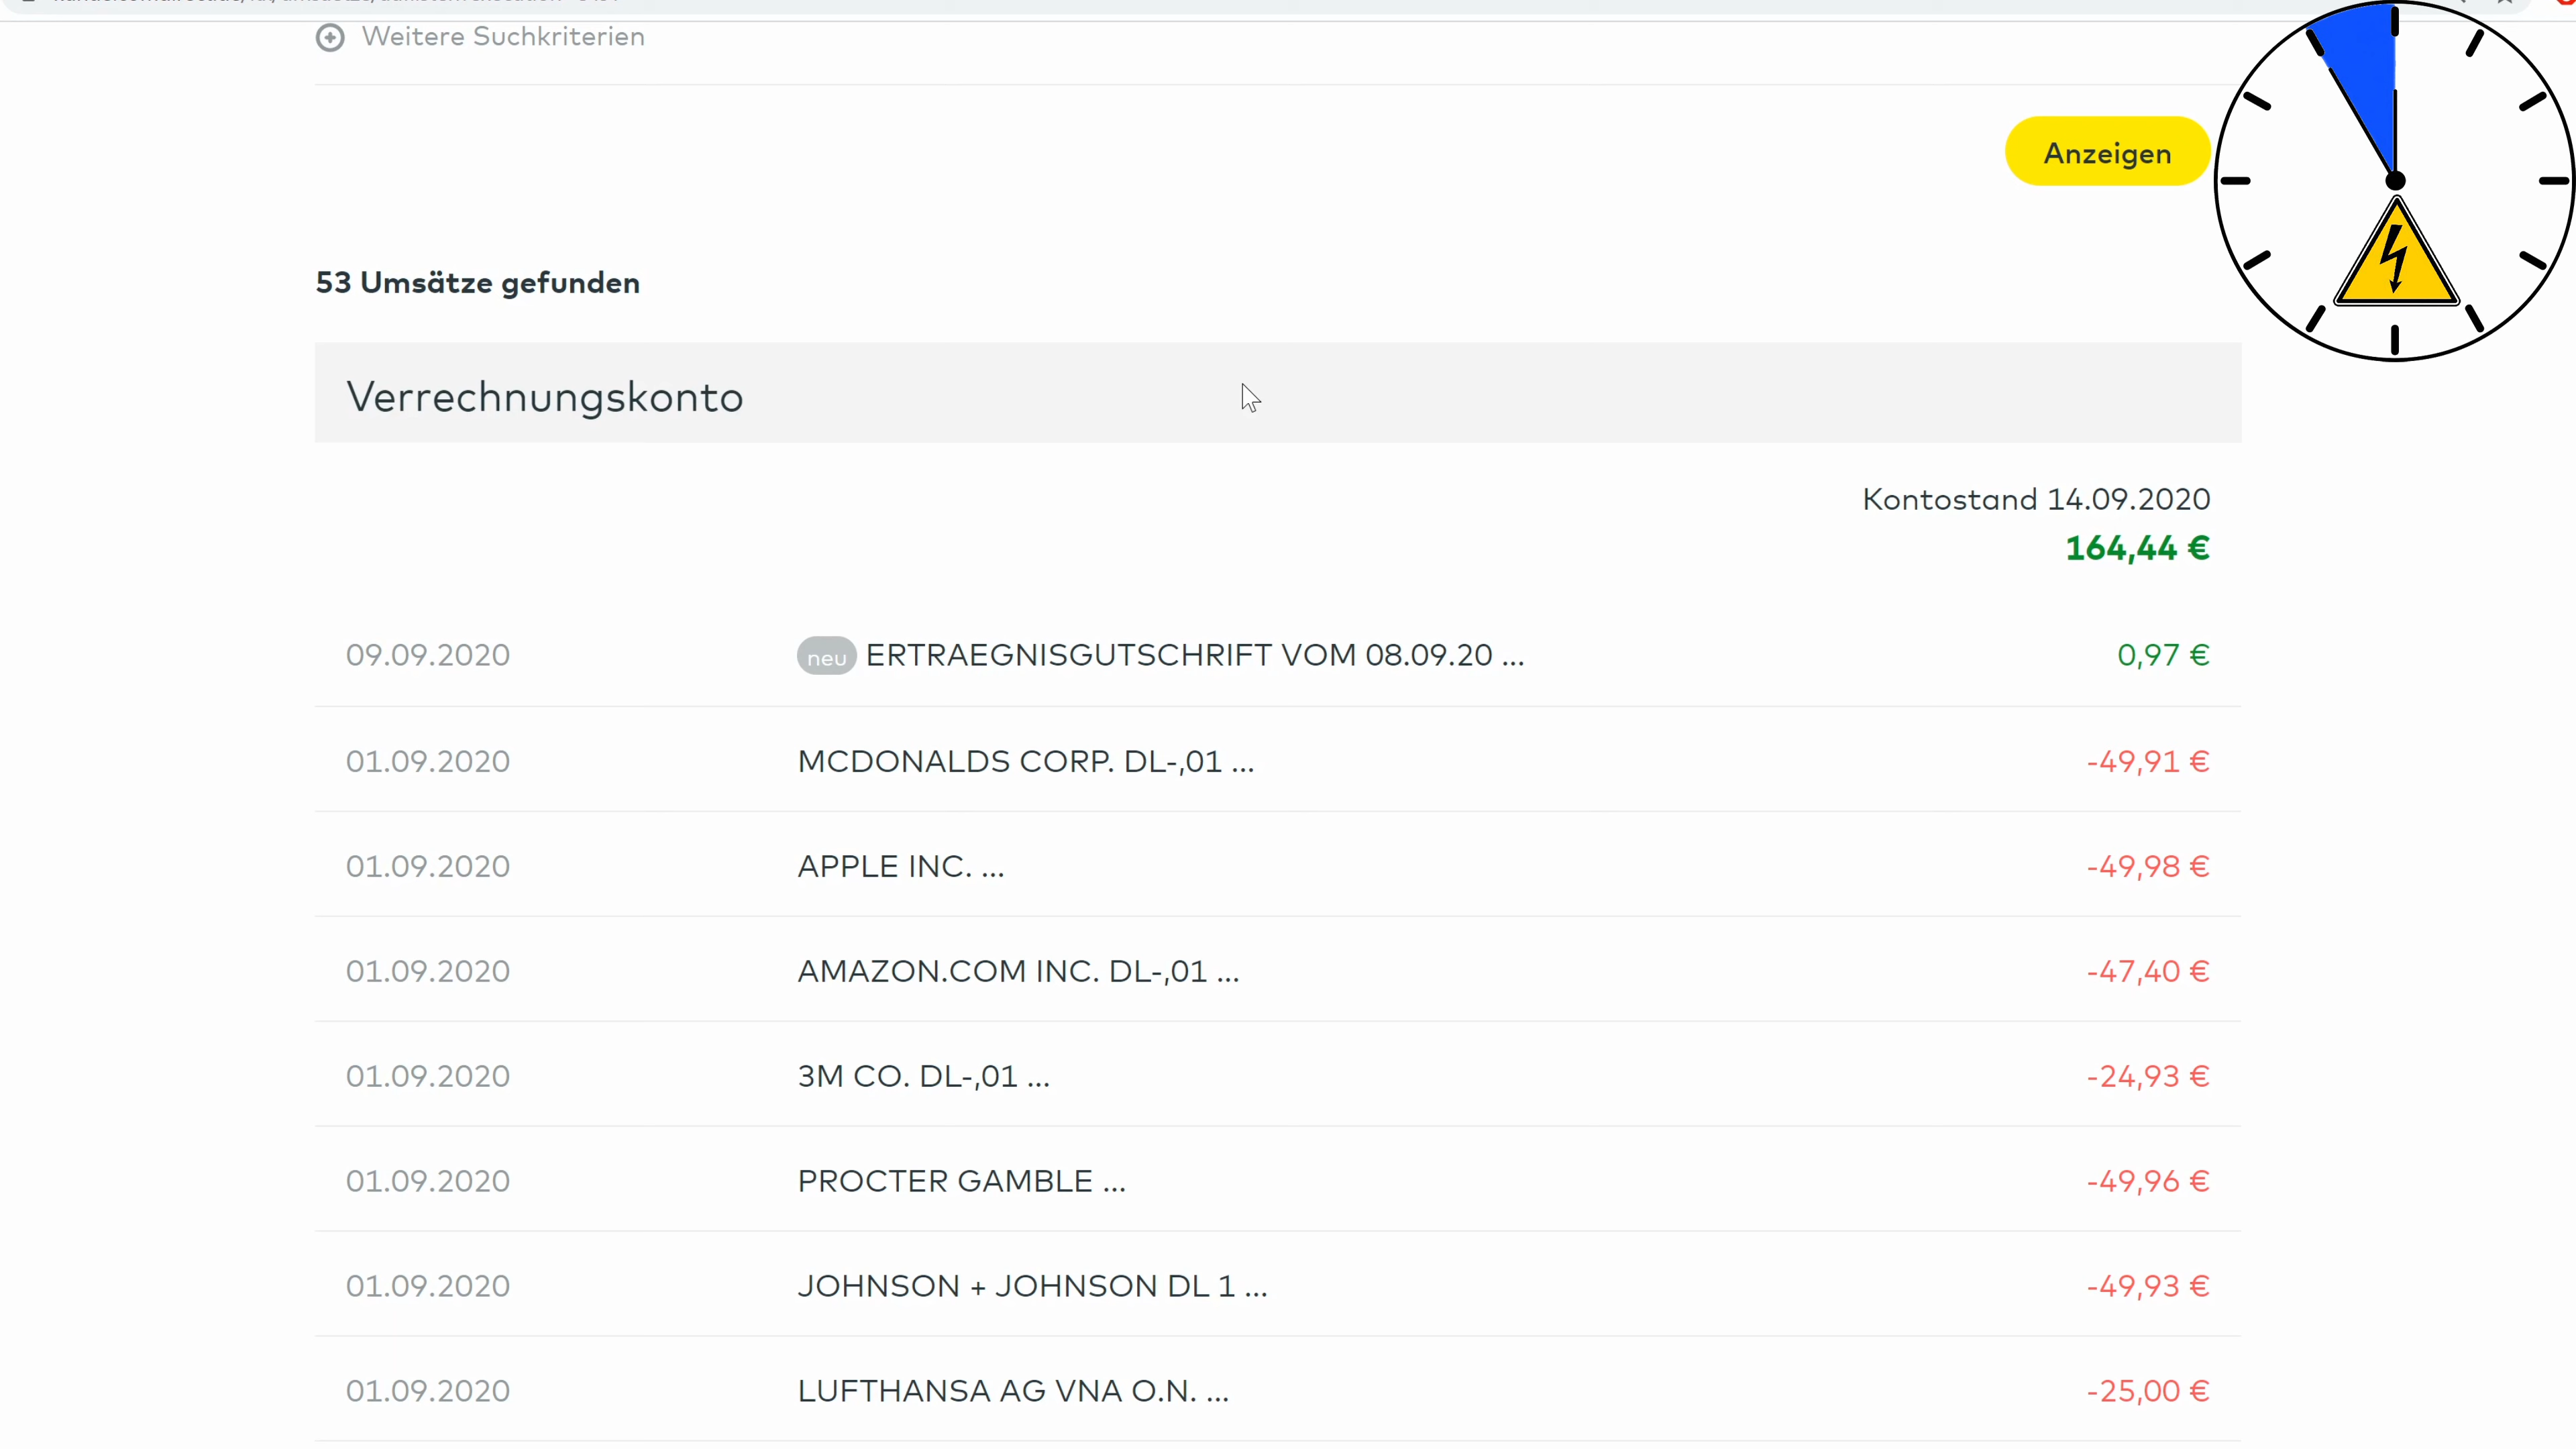 Weitere Suchkriterien
Anzeigen
53 Umsätze gefunden
Verrechnungskonto
Kontostand 14.09.2020
164,44 €
09.09.2020 neu ERTRAEGNISGUTSCHRIFT VOM 08.09.20 ... 0,97 €
01.09.2020 MCDONALDS CORP. DL-,01 ... -49,91 €
01.09.2020 APPLE INC. ... -49,98 €
01.09.2020 AMAZON.COM INC. DL-,01 ... -47,40 €
01.09.2020 3M CO. DL-,01 ... -24,93 €
01.09.2020 PROCTER GAMBLE ... -49,96 €
01.09.2020 JOHNSON + JOHNSON DL 1 ... -49,93 €
01.09.2020 LUFTHANSA AG VNA O.N. ... -25,00 €